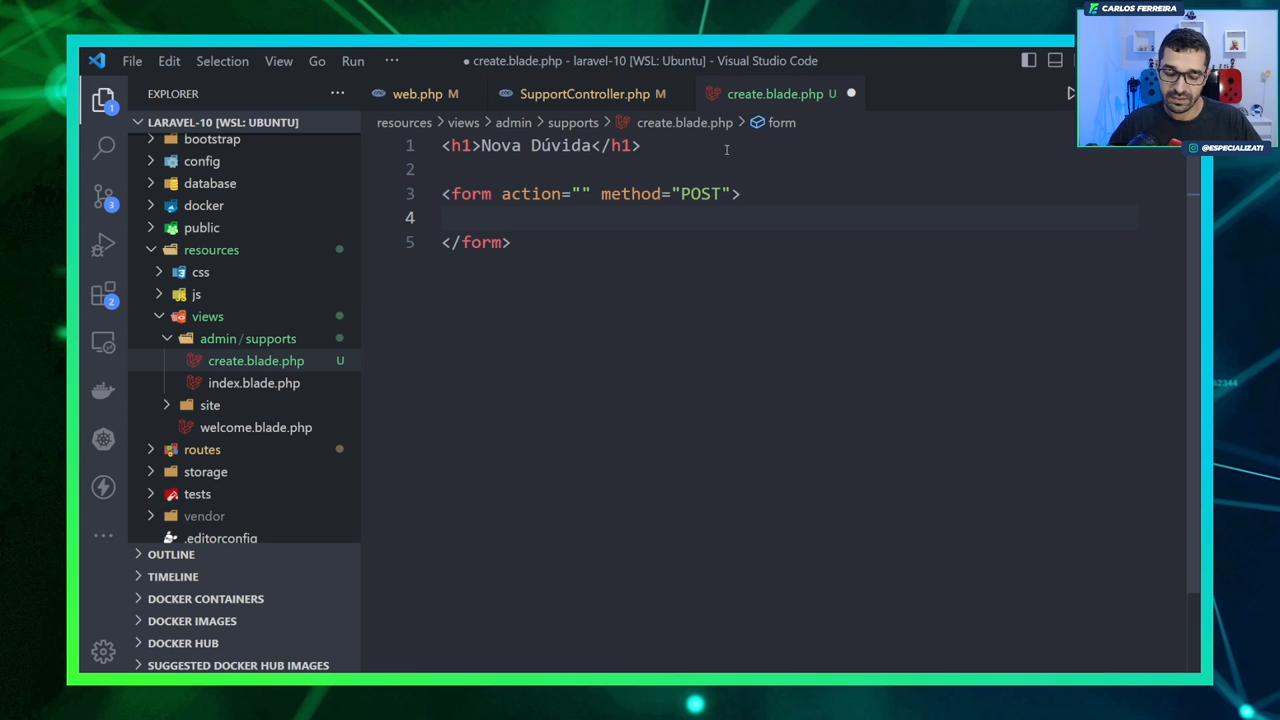 CARLOS FERREIRA
@ESPECIALIZATI
File Edit Selection View Go Run ···
● create.blade.php - laravel-10 [WSL: Ubuntu] - Visual Studio Code
EXPLORER ···
web.php M
SupportController.php M
create.blade.php U ●
LARAVEL-10 [WSL: UBUNTU]
resources > views > admin > supports > create.blade.php > form
bootstrap
config
database
docker
public
resources
css
js
views
admin / supports
create.blade.php U
index.blade.php
site
welcome.blade.php
routes
storage
tests
vendor
.editorconfig
OUTLINE
TIMELINE
DOCKER CONTAINERS
DOCKER IMAGES
DOCKER HUB
SUGGESTED DOCKER HUB IMAGES
1
3
2
1 <h1>Nova Dúvida</h1>
2
3 <form action="" method="POST">
4
5 </form>
62344